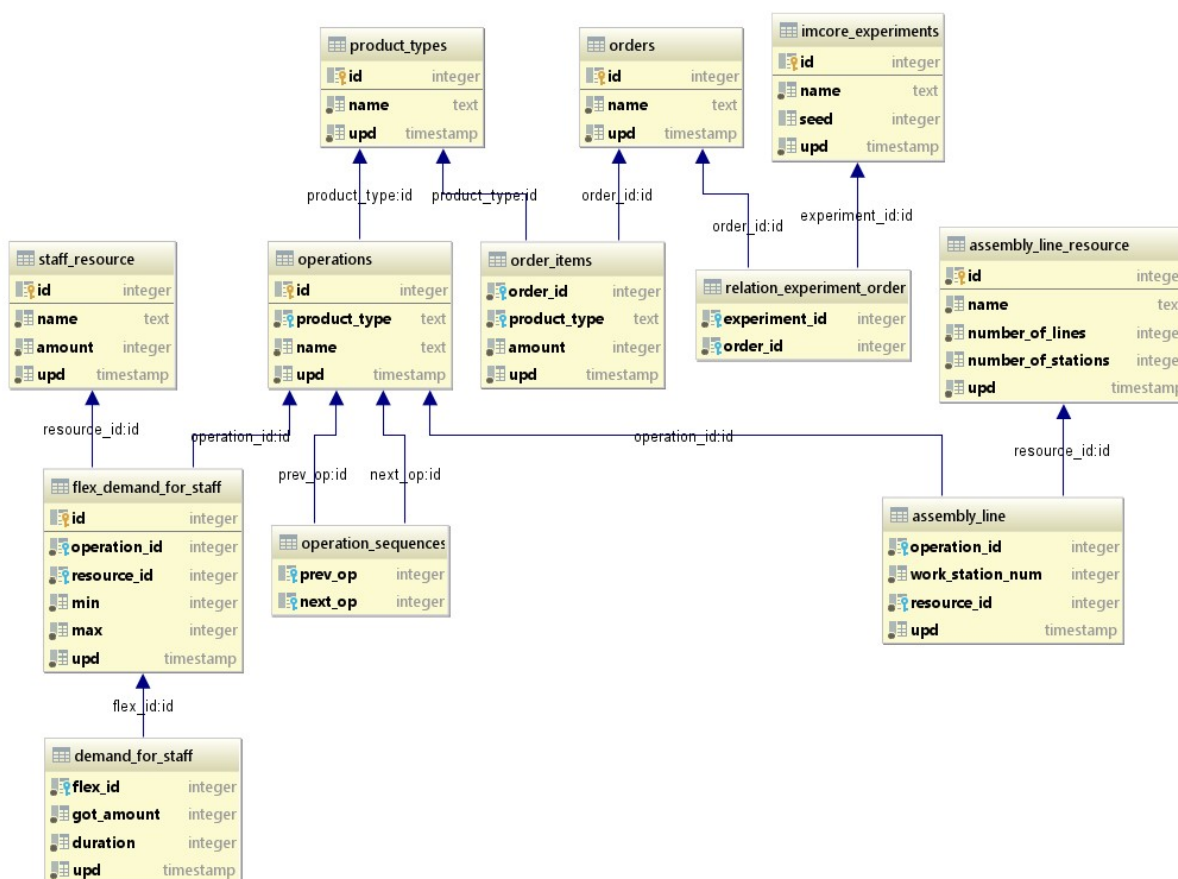 product_types
id integer
name text
upd timestamp
orders
id integer
name text
upd timestamp
imcore_experiments
id integer
name text
seed integer
upd timestamp
product_type:id
product_type:id
order_id:id
order_id:id
experiment_id:id
staff_resource
id integer
name text
amount integer
upd timestamp
operations
id integer
product_type text
name text
upd timestamp
order_items
order_id integer
product_type text
amount integer
upd timestamp
relation_experiment_order
experiment_id integer
order_id integer
assembly_line_resource
id intege
name tex
number_of_lines intege
number_of_stations intege
upd timestamp
resource_id:id
operation_id:id
prev_op:id
next_op:id
operation_id:id
resource_id:id
flex_demand_for_staff
id integer
operation_id integer
resource_id integer
min integer
max integer
upd timestamp
operation_sequences
prev_op integer
next_op integer
assembly_line
operation_id integer
work_station_num integer
resource_id integer
upd timestamp
flex_id:id
demand_for_staff
flex_id integer
got_amount integer
duration integer
upd timestamp